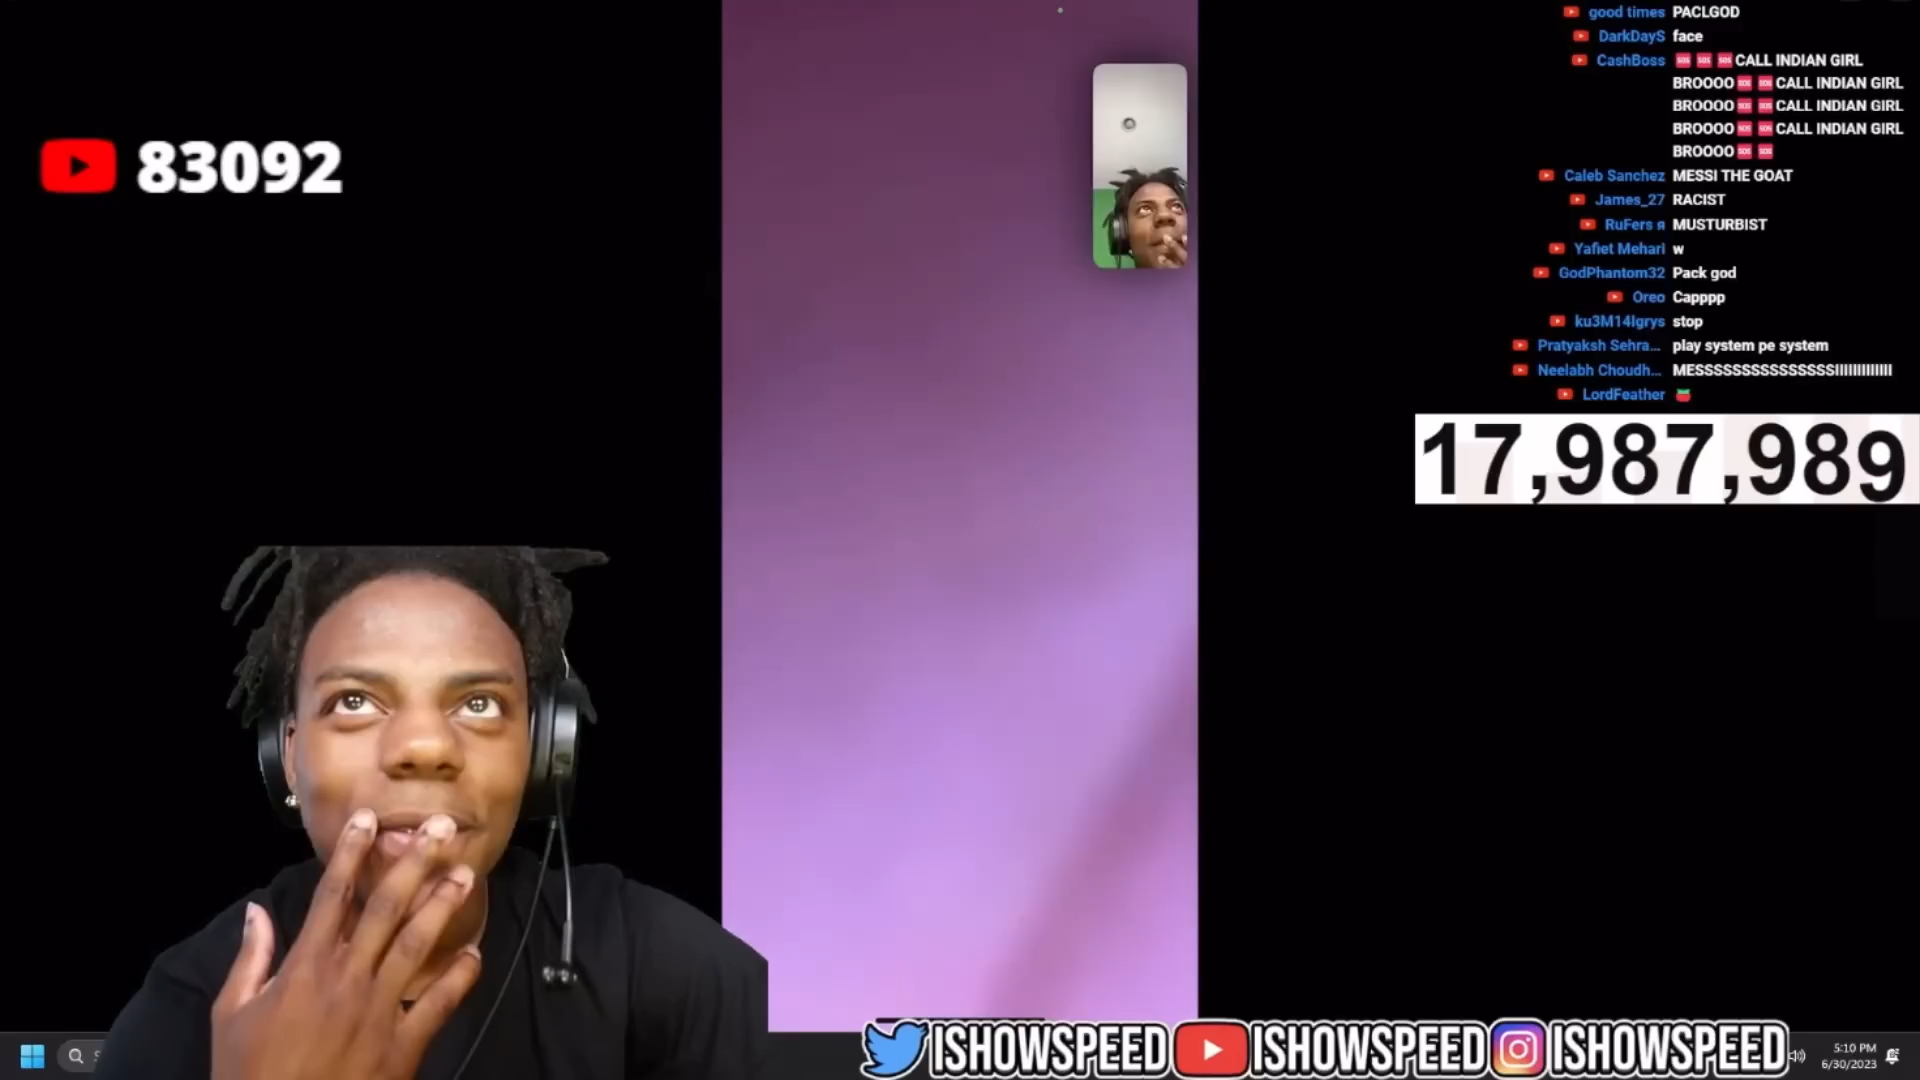 83092
good times PACLGOD
DarkDayS face
CashBoss 🆘 🆘 🆘 CALL INDIAN GIRL
BROOOO 🆘 🆘 CALL INDIAN GIRL
BROOOO 🆘 🆘 CALL INDIAN GIRL
BROOOO 🆘 🆘 CALL INDIAN GIRL
BROOOO 🆘 🆘
Caleb Sanchez MESSI THE GOAT
James_27 RACIST
RuFers я MUSTURBIST
Yafiet Mehari w
GodPhantom32 Pack god
Oreo Capppp
ku3M14Igrys stop
Pratyaksh Sehra... play system pe system
Neelabh Choudh... MESSSSSSSSSSSSSSSIIIIIIIIIIIII
LordFeather
17,987,989
ISHOWSPEED ISHOWSPEED ISHOWSPEED
5:10 PM
6/30/2023